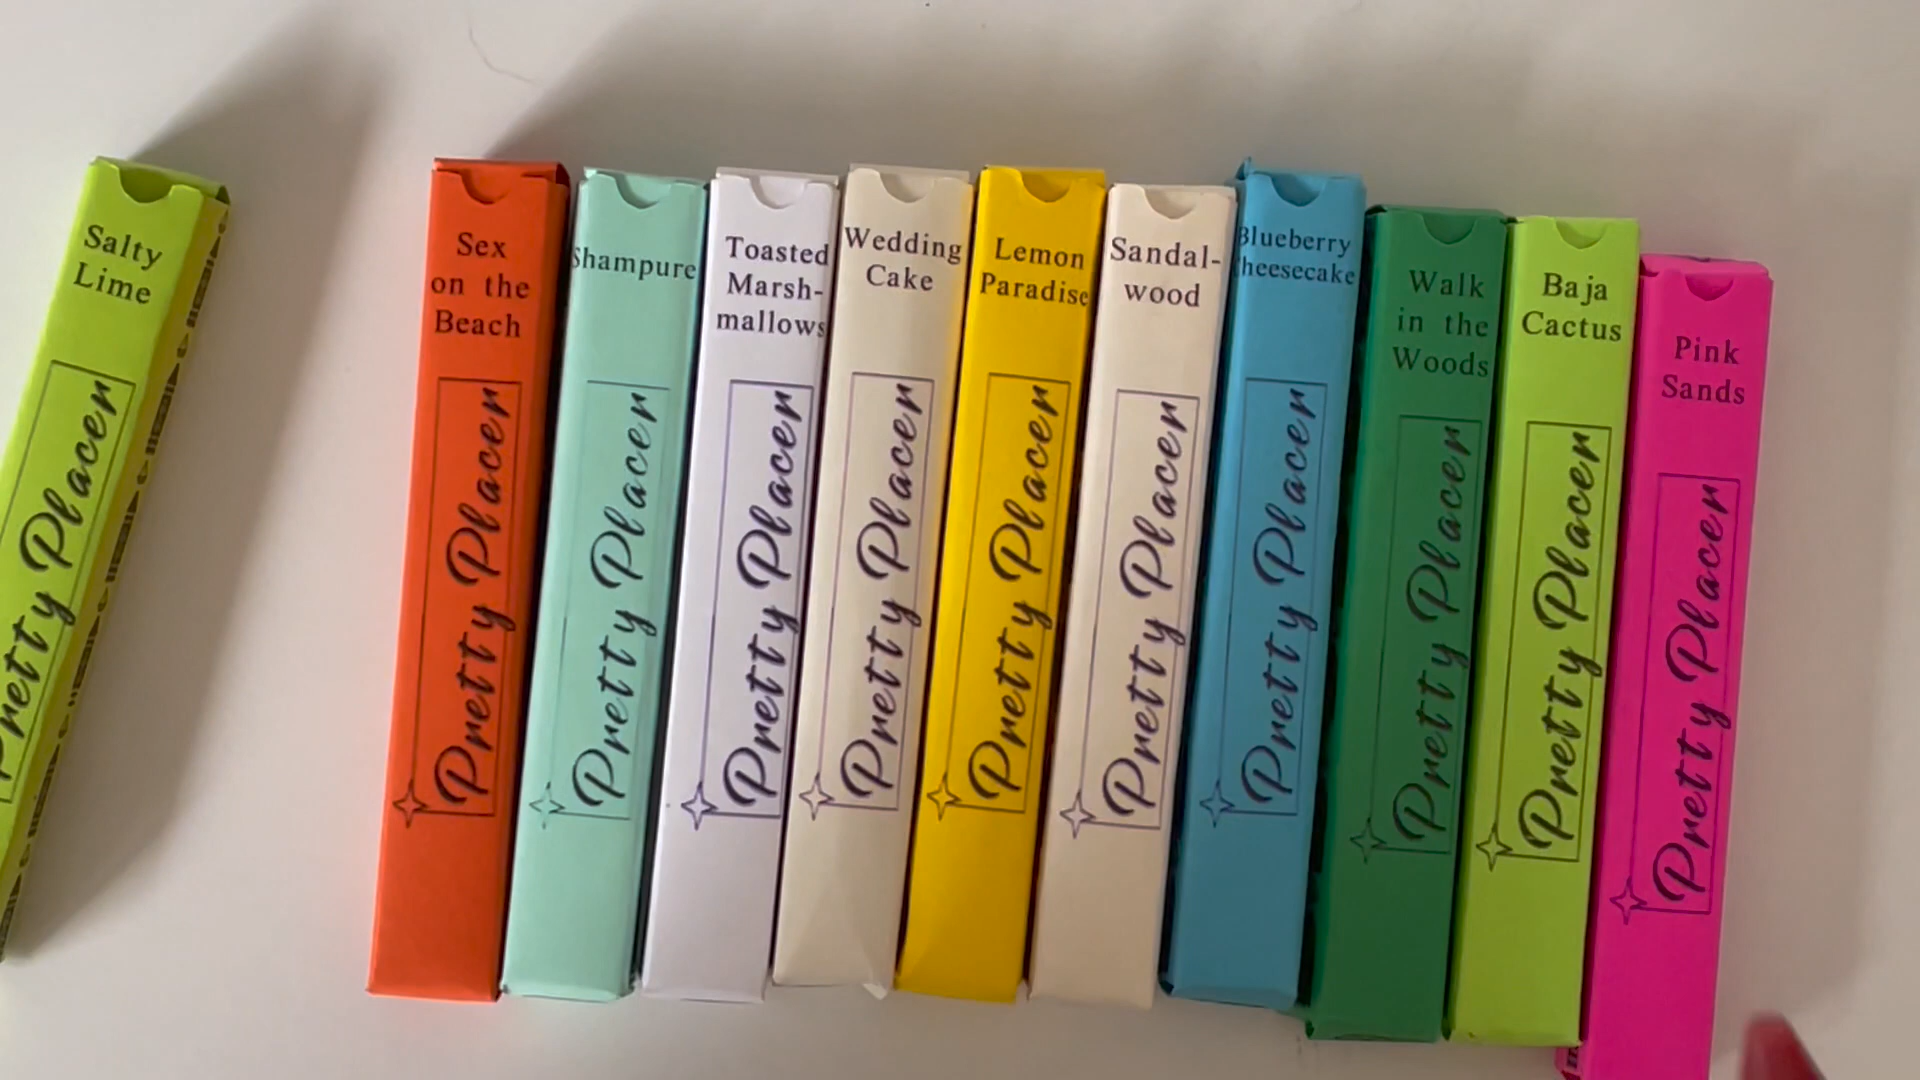 Salty
Lime
Pretty Placer
Sex
on the
Beach
Pretty Placer
Shampure
Pretty Placer
Toasted
Marsh-
mallows
Pretty Placer
Wedding
Cake
Pretty Placer
Lemon
Paradise
Pretty Placer
Sandal-
wood
Pretty Placer
Blueberry
Cheesecake
Pretty Placer
Walk
in the
Woods
Pretty Placer
Baja
Cactus
Pretty Placer
Pink
Sands
Pretty Placer